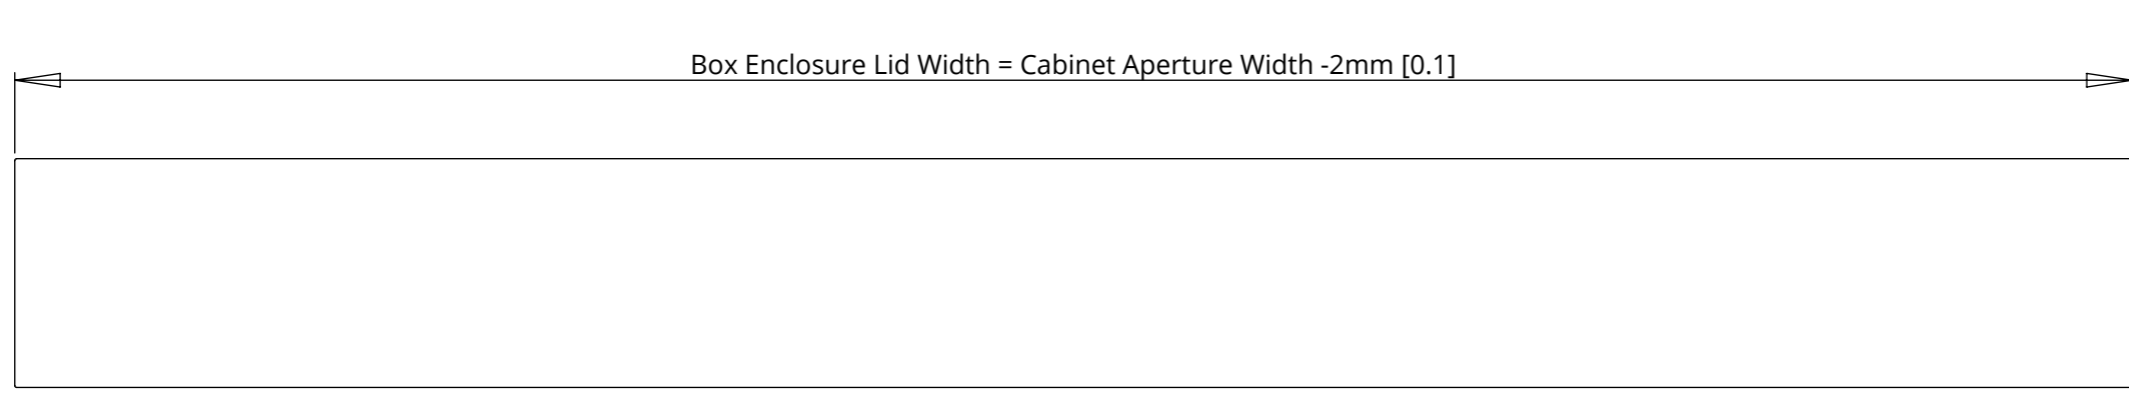 Box Enclosure Lid Width = Cabinet Aperture Width -2mm [0.1]